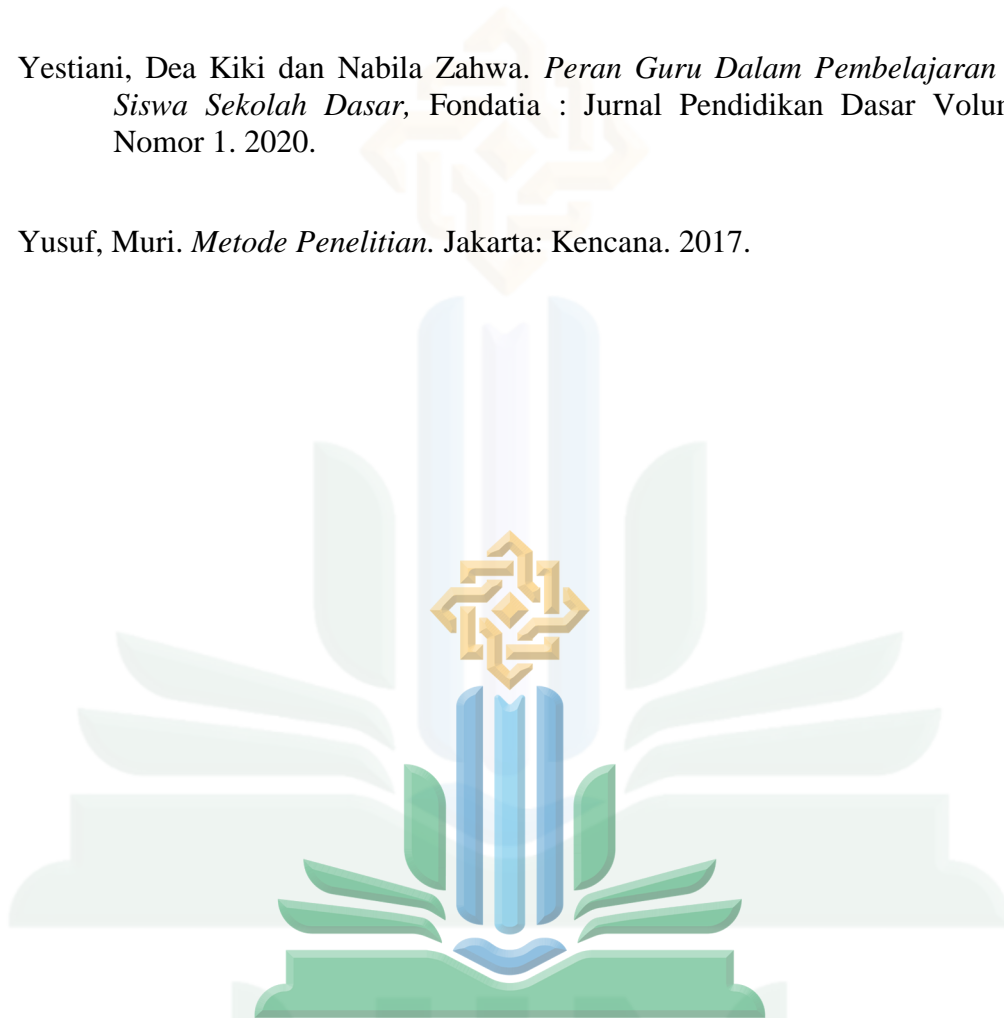 Yestiani, Dea Kiki dan Nabila Zahwa. Peran Guru Dalam Pembelajaran
Siswa Sekolah Dasar, Fondatia : Jurnal Pendidikan Dasar
Nomor 1. 2020.
Yusuf, Muri. Metode Penelitian. Jakarta: Kencana. 2017.